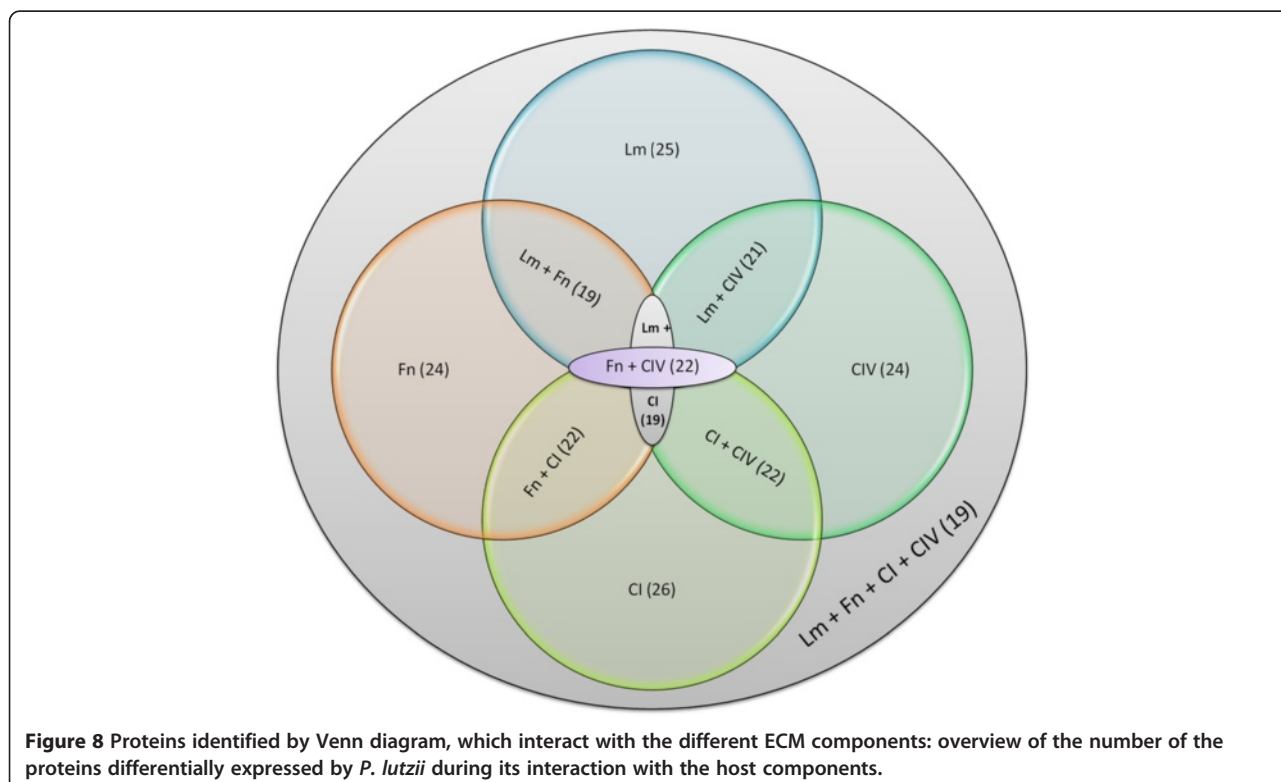 Lm (25)
Lm + Fn (19)
Lm + CIV (21)
Lm +
Fn (24)
Fn + CIV (22)
CIV (24)
CI
(19)
Fn + CI (22)
CI + CIV (22)
CI (26)
Lm + Fn + CI + CIV (19)
Figure 8 Proteins identified by Venn diagram, which interact with the different ECM components: overview of the number of the
proteins differentially expressed by P. lutzii during its interaction with the host components.